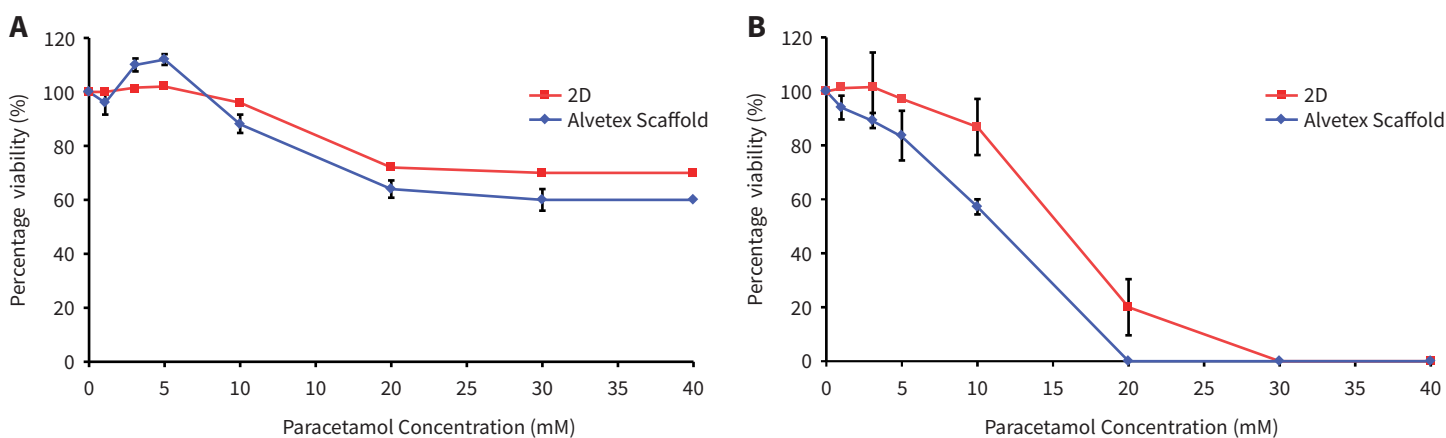 A
120
100
80
60
40
20
0
Percentage viability (%)
2D
Alvetex Scaffold
0 5 10 10 20 25 30 35 40
Paracetamol Concentration (mM)
B
120
100
80
60
40
20
0
Percentage viability (%)
2D
Alvetex Scaffold
0 5 10 15 20 25 30 35 40
Paracetamol Concentration (mM)